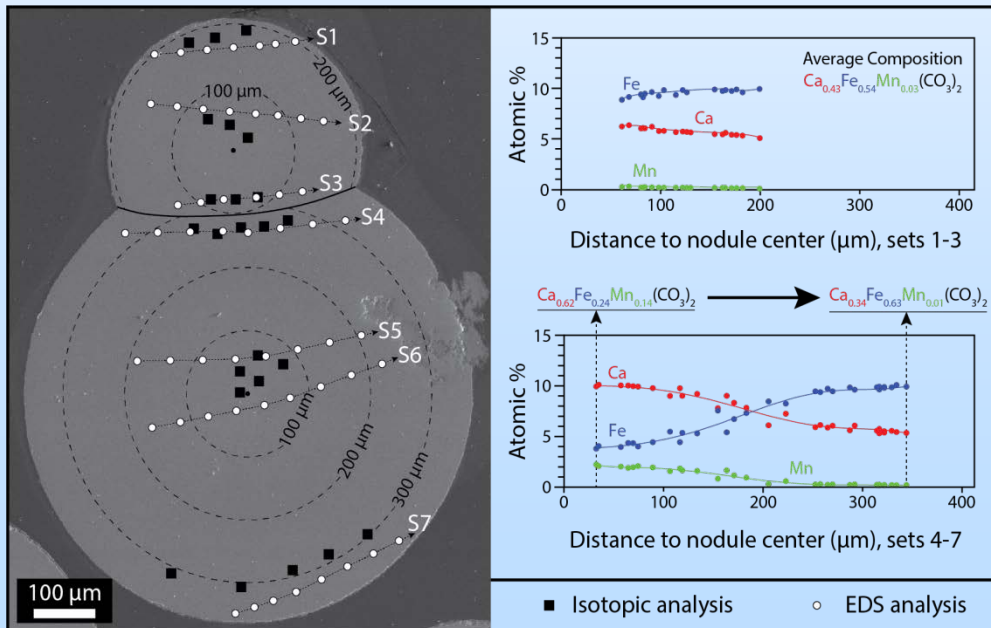 S1
200 µm
100 µm
S2
S3
S4
S5
S6
100 µm
200 µm
300 µm
S7
100 µm
15
10
5
0
Atomic %
Average Composition
Ca0.43Fe0.54Mn0.03(CO3)2
Fe
Ca
Mn
0 100 200 300 400
Distance to nodule center (µm), sets 1-3
Ca0.62Fe0.24Mn0.14(CO3)2
Ca0.34Fe0.63Mn0.01(CO3)2
15
10
5
0
Atomic %
Ca
Fe
Mn
0 100 200 300 400
Distance to nodule center (µm), sets 4-7
Isotopic analysis
EDS analysis